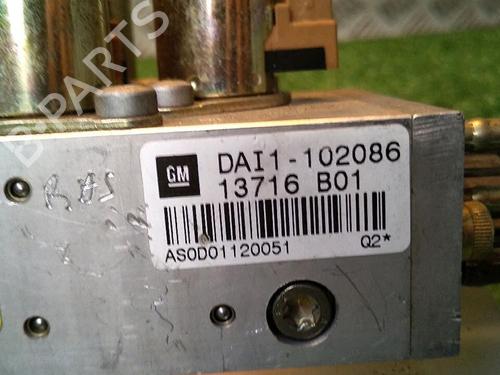 B-PARTS
GM
DAI1-102086
13716 B01
AS0D01120051 Q2*